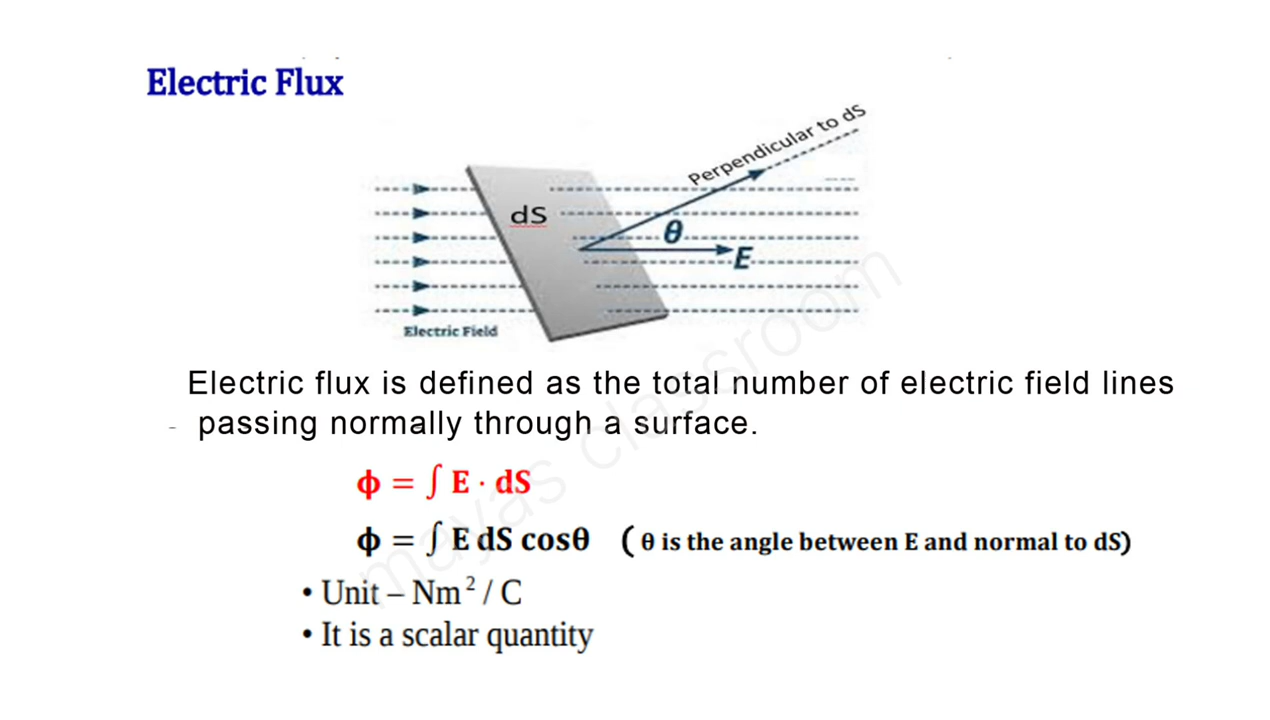 Electric Flux
Perpendicular to dS
dS
θ
E
Electric Field
Electric flux is defined as the total number of electric field lines
- passing normally through a surface.
ɸ = ∫ E · dS
ɸ = ∫ E dS cosθ ( θ is the angle between E and normal to dS)
• Unit – Nm² / C
• It is a scalar quantity
mayas classroom